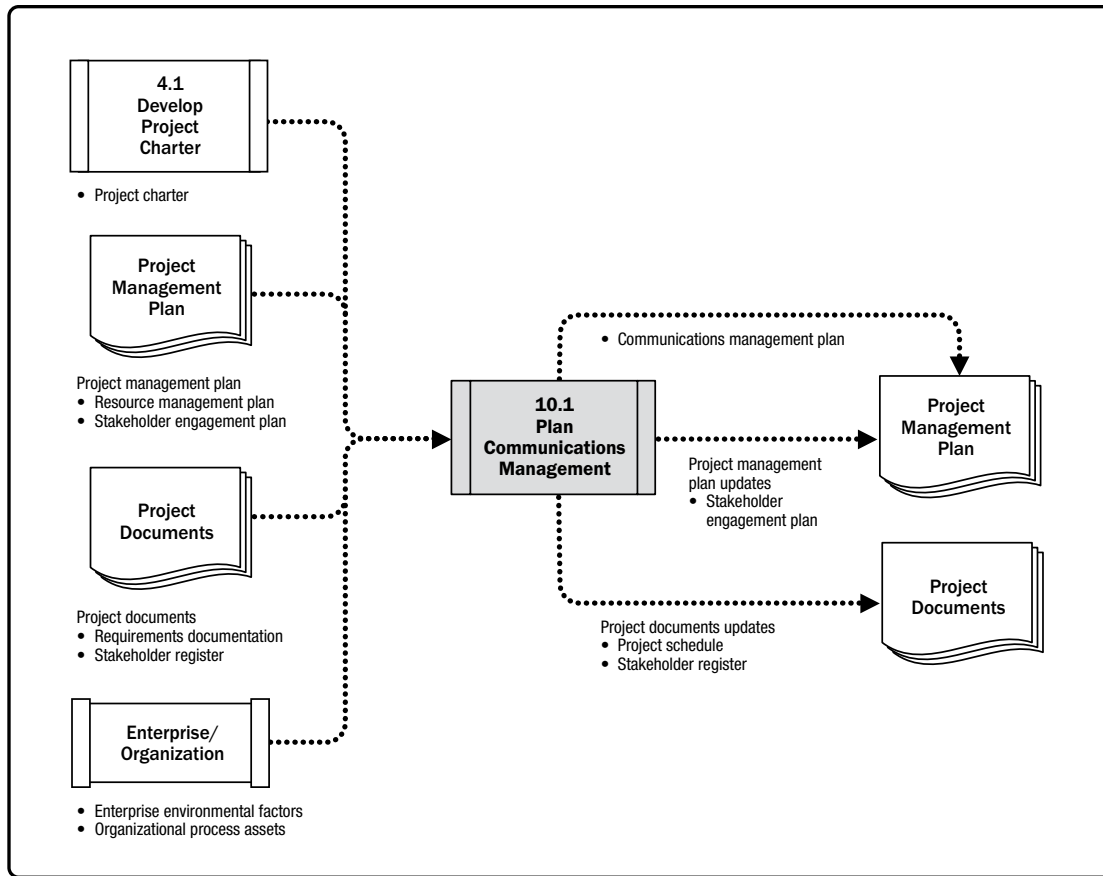 4.1
Develop
Project
Charter
• Project charter
Project
Management
Plan
Project management plan
• Resource management plan
• Stakeholder engagement plan
Project
Documents
Project documents
• Requirements documentation
• Stakeholder register
Enterprise/
Organization
• Enterprise environmental factors
• Organizational process assets
10.1
Plan
Communications
Management
• Communications management plan
Project management
plan updates
• Stakeholder
engagement plan
Project documents updates
• Project schedule
• Stakeholder register
Project
Management
Plan
Project
Documents